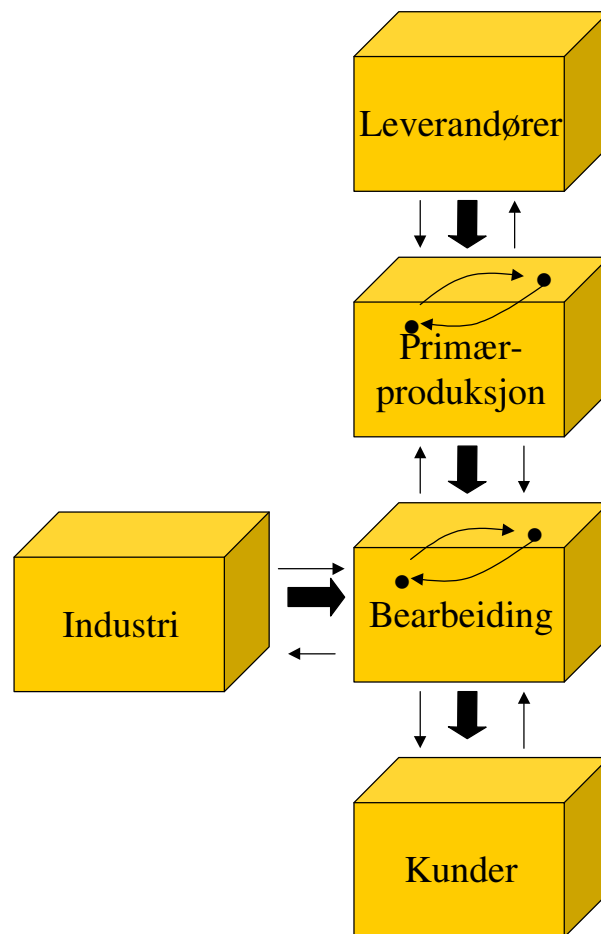 Leverandører
Primær-
produksjon
Industri
Bearbeiding
Kunder